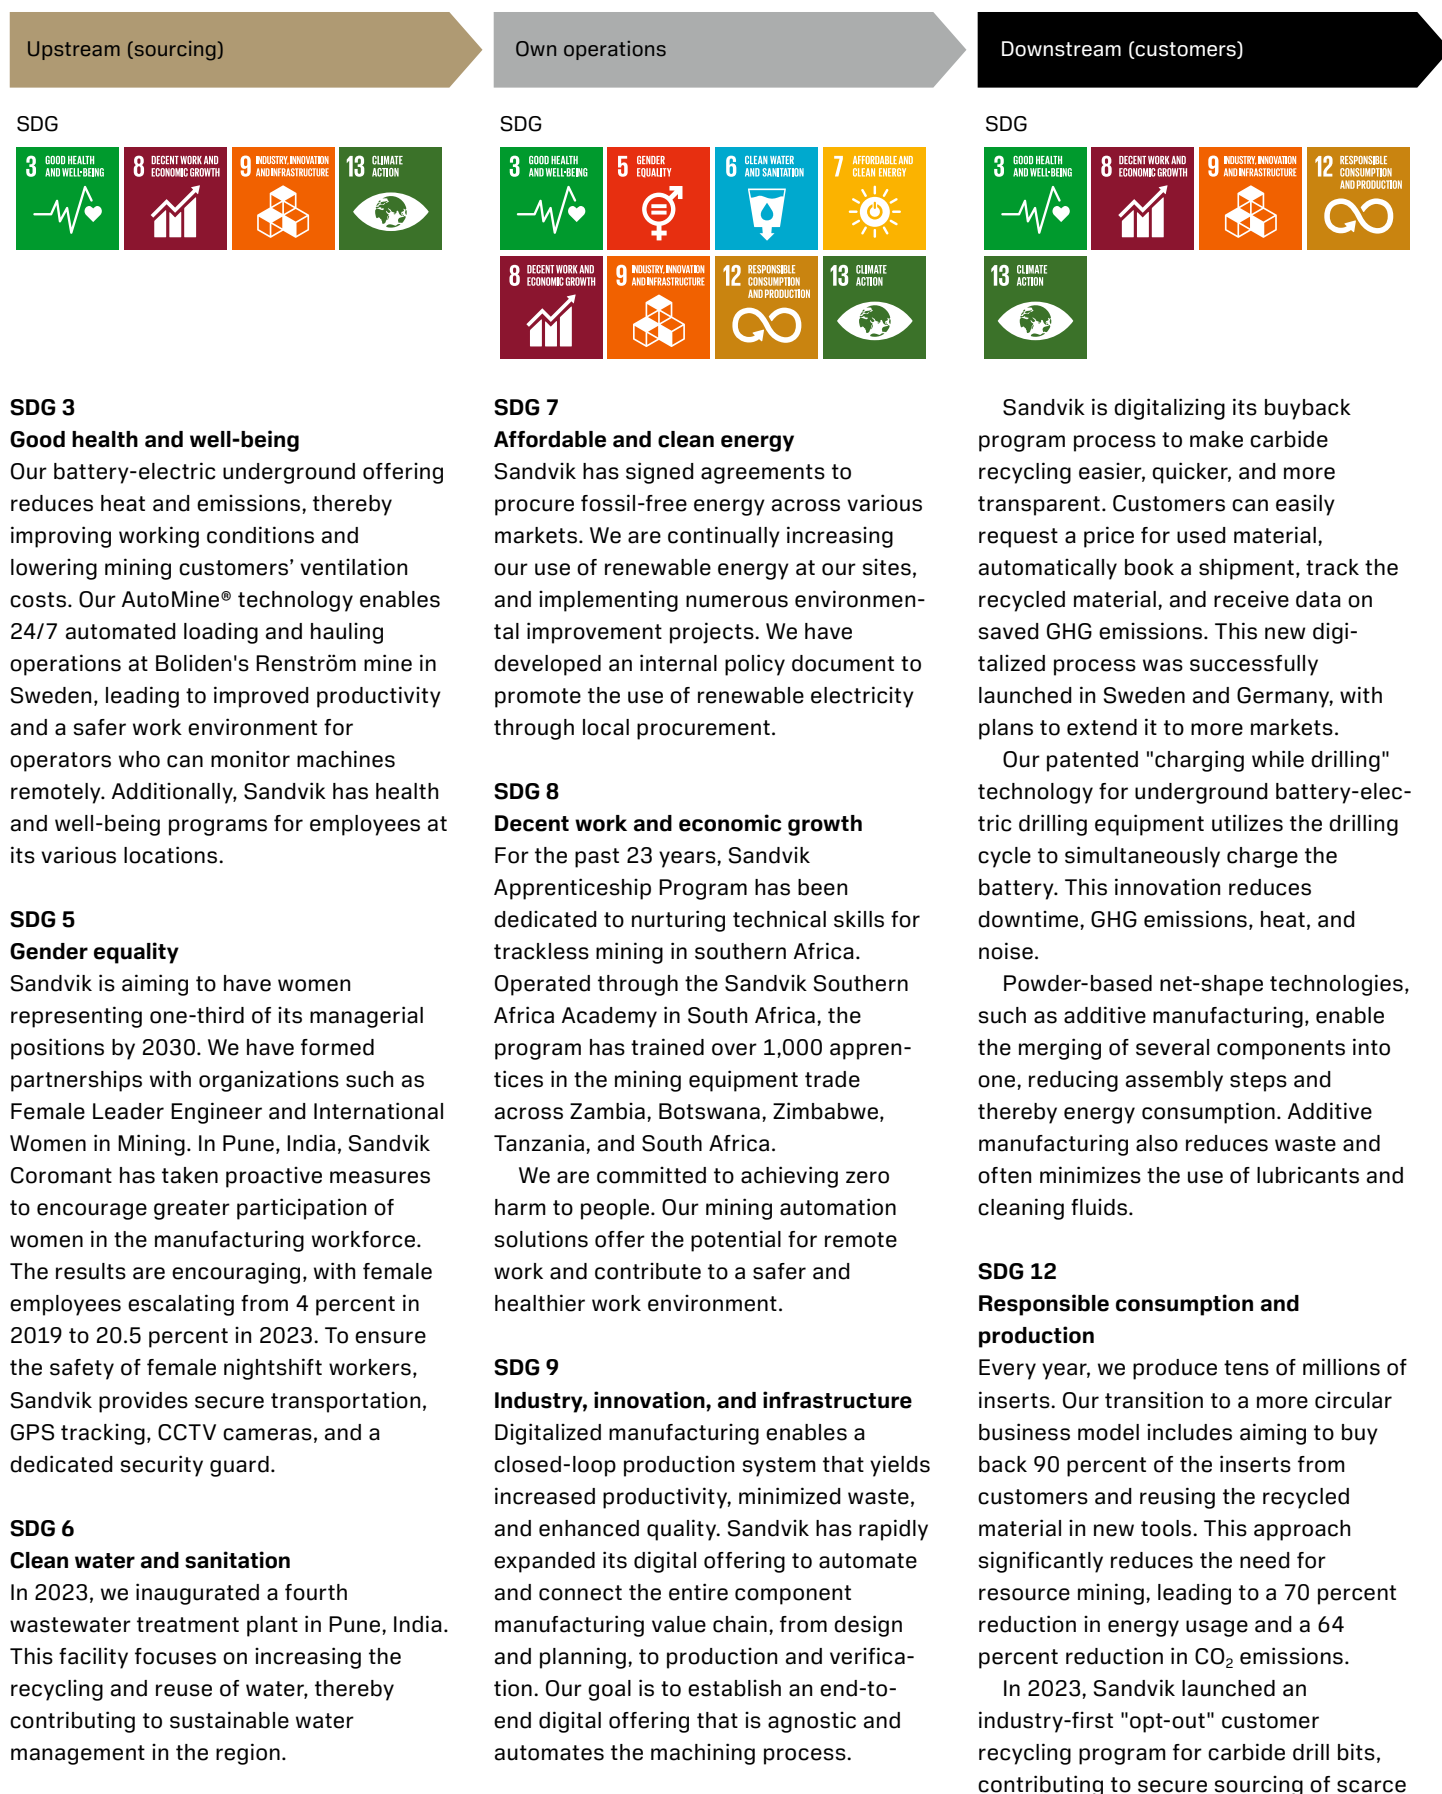 Upstream (sourcing)
Own operations
Downstream (customers)
SDG
3 GOOD HEALTH
AND WELL-BEING
8 DECENT WORK AND
ECONOMIC GROWTH
9 INDUSTRY, INNOVATION
AND INFRASTRUCTURE
13 CLIMATE
ACTION
SDG
3 GOOD HEALTH
AND WELL-BEING
5 GENDER
EQUALITY
6 CLEAN WATER
AND SANITATION
7 AFFORDABLE AND
CLEAN ENERGY
8 DECENT WORK AND
ECONOMIC GROWTH
9 INDUSTRY, INNOVATION
AND INFRASTRUCTURE
12 RESPONSIBLE
CONSUMPTION
AND PRODUCTION
13 CLIMATE
ACTION
SDG
3 GOOD HEALTH
AND WELL-BEING
8 DECENT WORK AND
ECONOMIC GROWTH
9 INDUSTRY, INNOVATION
AND INFRASTRUCTURE
12 RESPONSIBLE
CONSUMPTION
AND PRODUCTION
13 CLIMATE
ACTION
SDG 3
Good health and well-being
Our battery-electric underground offering
reduces heat and emissions, thereby
improving working conditions and
lowering mining customers’ ventilation
costs. Our AutoMine® technology enables
24/7 automated loading and hauling
operations at Boliden's Renström mine in
Sweden, leading to improved productivity
and a safer work environment for
operators who can monitor machines
remotely. Additionally, Sandvik has health
and well-being programs for employees at
its various locations.
SDG 5
Gender equality
Sandvik is aiming to have women
representing one-third of its managerial
positions by 2030. We have formed
partnerships with organizations such as
Female Leader Engineer and International
Women in Mining. In Pune, India, Sandvik
Coromant has taken proactive measures
to encourage greater participation of
women in the manufacturing workforce.
The results are encouraging, with female
employees escalating from 4 percent in
2019 to 20.5 percent in 2023. To ensure
the safety of female nightshift workers,
Sandvik provides secure transportation,
GPS tracking, CCTV cameras, and a
dedicated security guard.
SDG 6
Clean water and sanitation
In 2023, we inaugurated a fourth
wastewater treatment plant in Pune, India.
This facility focuses on increasing the
recycling and reuse of water, thereby
contributing to sustainable water
management in the region.
SDG 7
Affordable and clean energy
Sandvik has signed agreements to
procure fossil-free energy across various
markets. We are continually increasing
our use of renewable energy at our sites,
and implementing numerous environmen-
tal improvement projects. We have
developed an internal policy document to
promote the use of renewable electricity
through local procurement.
SDG 8
Decent work and economic growth
For the past 23 years, Sandvik
Apprenticeship Program has been
dedicated to nurturing technical skills for
trackless mining in southern Africa.
Operated through the Sandvik Southern
Africa Academy in South Africa, the
program has trained over 1,000 appren-
tices in the mining equipment trade
across Zambia, Botswana, Zimbabwe,
Tanzania, and South Africa.
We are committed to achieving zero
harm to people. Our mining automation
solutions offer the potential for remote
work and contribute to a safer and
healthier work environment.
SDG 9
Industry, innovation, and infrastructure
Digitalized manufacturing enables a
closed-loop production system that yields
increased productivity, minimized waste,
and enhanced quality. Sandvik has rapidly
expanded its digital offering to automate
and connect the entire component
manufacturing value chain, from design
and planning, to production and verifica-
tion. Our goal is to establish an end-to-
end digital offering that is agnostic and
automates the machining process.
Sandvik is digitalizing its buyback
program process to make carbide
recycling easier, quicker, and more
transparent. Customers can easily
request a price for used material,
automatically book a shipment, track the
recycled material, and receive data on
saved GHG emissions. This new digi-
talized process was successfully
launched in Sweden and Germany, with
plans to extend it to more markets.
Our patented "charging while drilling"
technology for underground battery-elec-
tric drilling equipment utilizes the drilling
cycle to simultaneously charge the
battery. This innovation reduces
downtime, GHG emissions, heat, and
noise.
Powder-based net-shape technologies,
such as additive manufacturing, enable
the merging of several components into
one, reducing assembly steps and
thereby energy consumption. Additive
manufacturing also reduces waste and
often minimizes the use of lubricants and
cleaning fluids.
SDG 12
Responsible consumption and
production
Every year, we produce tens of millions of
inserts. Our transition to a more circular
business model includes aiming to buy
back 90 percent of the inserts from
customers and reusing the recycled
material in new tools. This approach
significantly reduces the need for
resource mining, leading to a 70 percent
reduction in energy usage and a 64
percent reduction in CO₂ emissions.
In 2023, Sandvik launched an
industry-first "opt-out" customer
recycling program for carbide drill bits,
contributing to secure sourcing of scarce